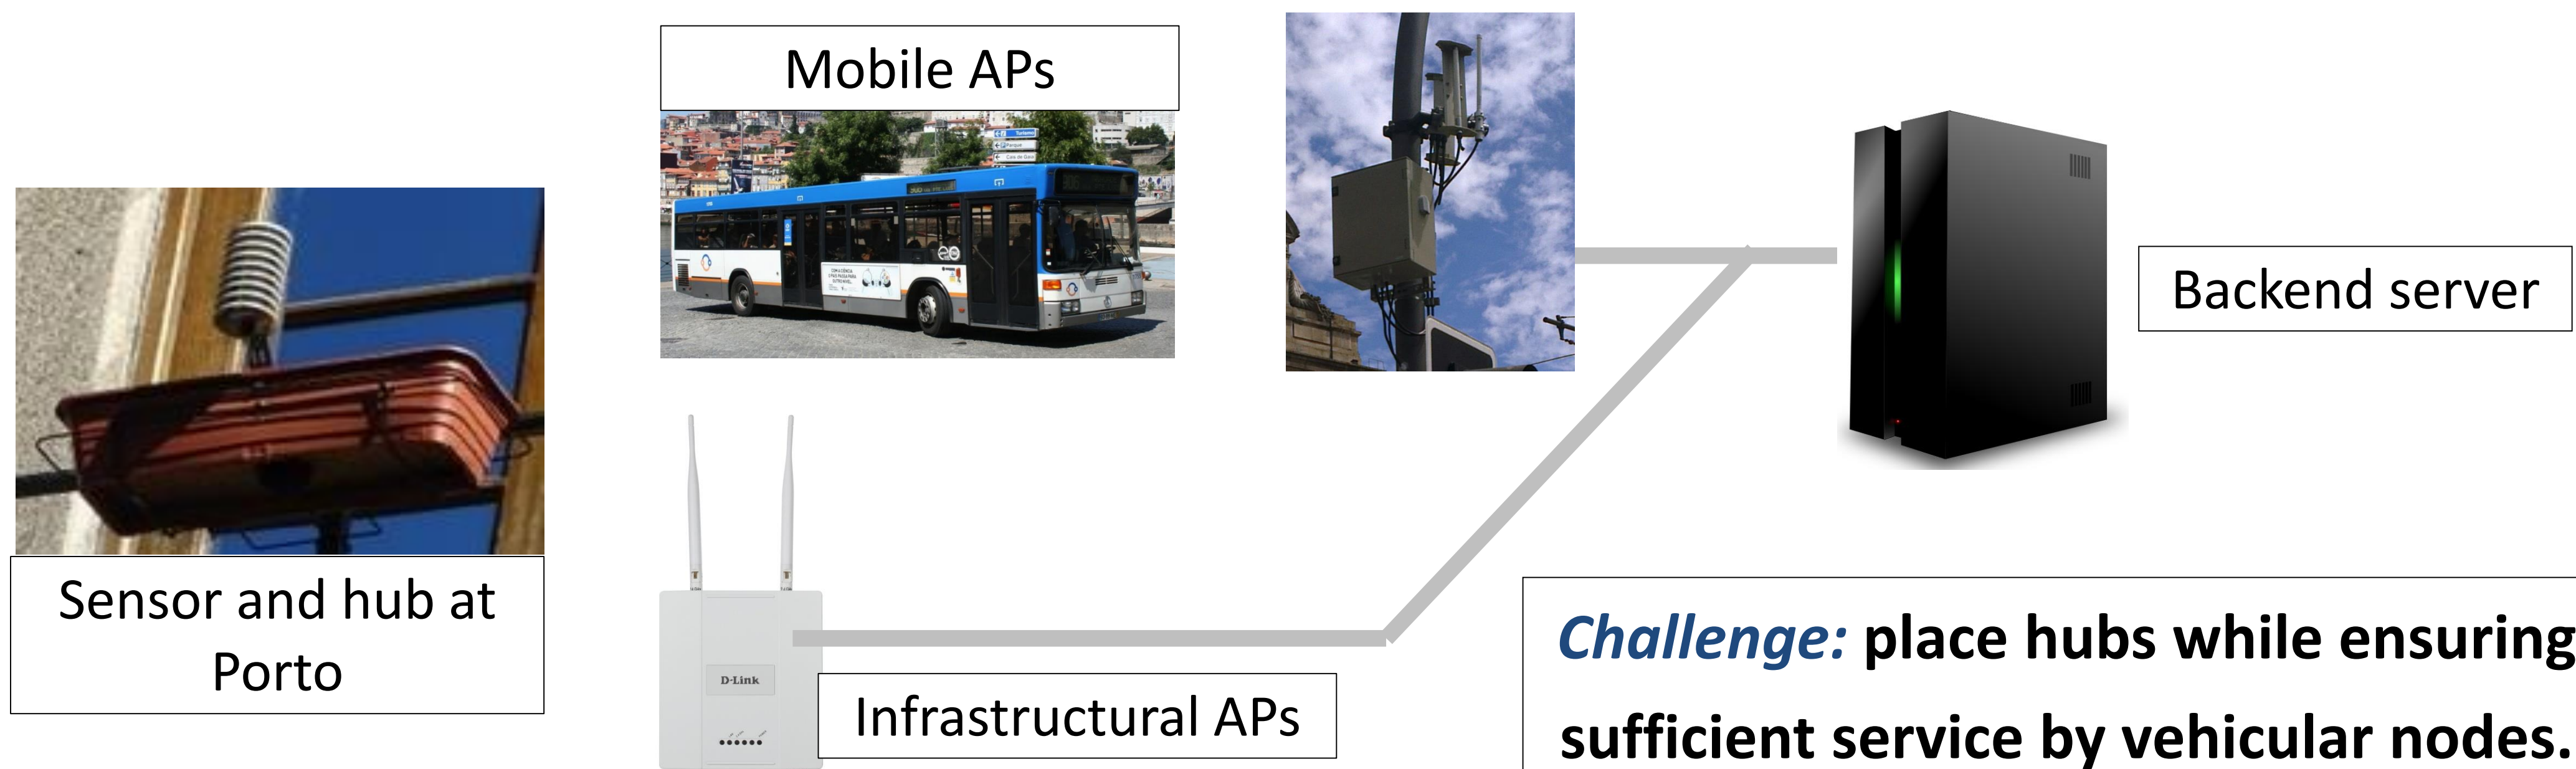 Mobile APs
Backend server
Sensor and hub at
Porto
D-Link
Infrastructural APs
Challenge: place hubs while ensuring
sufficient service by vehicular nodes.